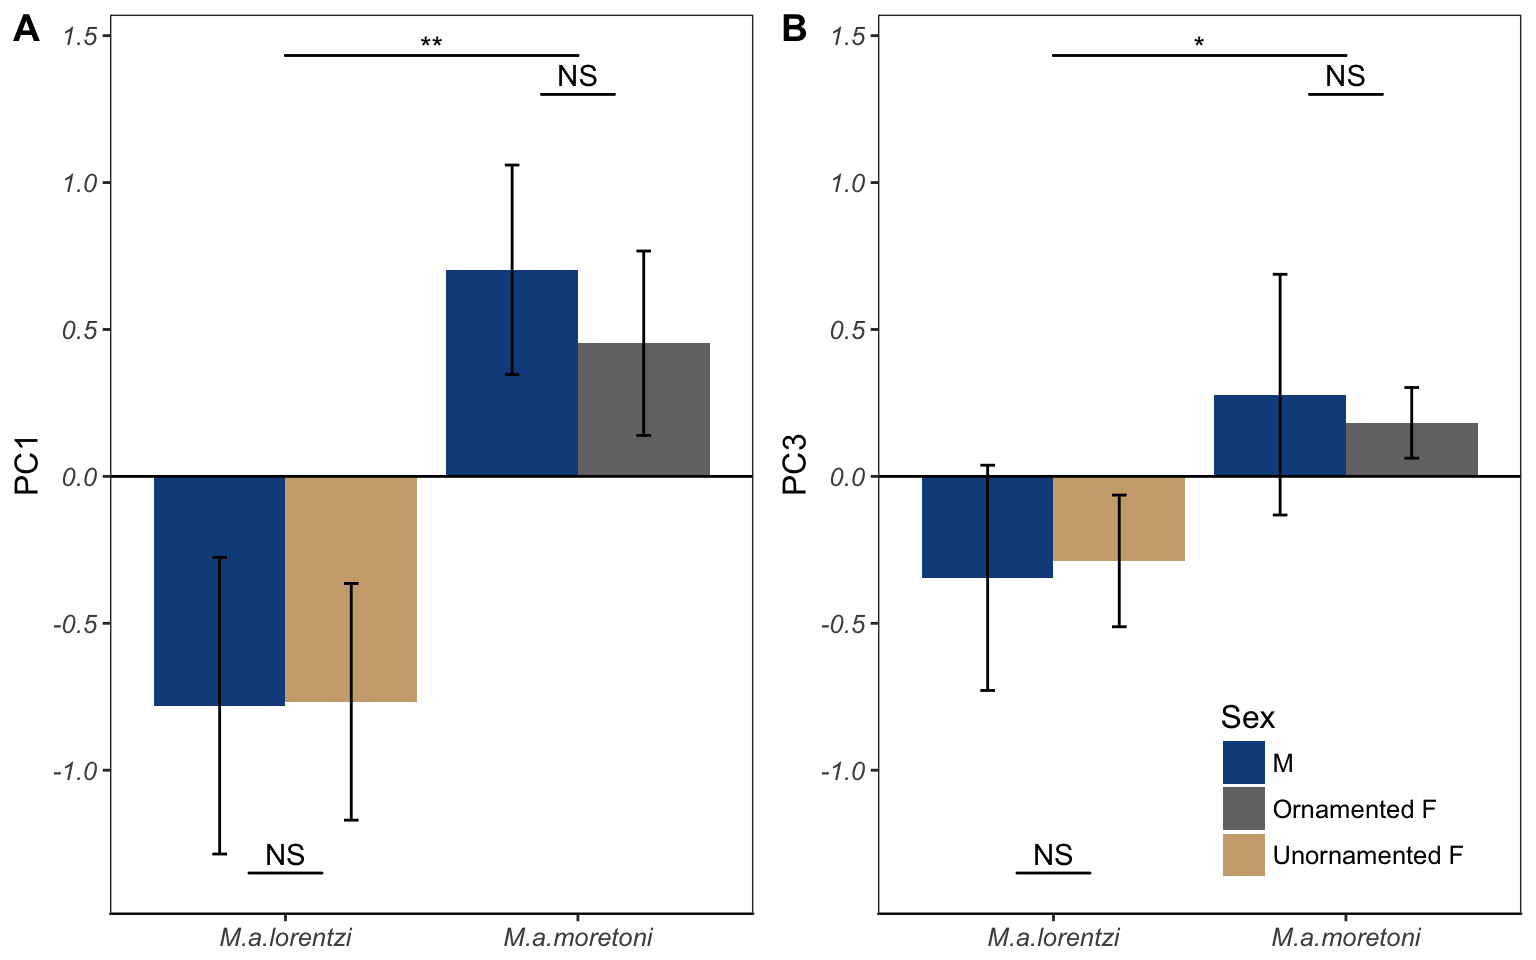 A
1.5
**
NS
1.0
0.5
PC1
0.0
-0.5
-1.0
NS
M.a.lorentzi
M.a.moretoni
B
1.5
*
NS
1.0
0.5
PC3
0.0
-0.5
-1.0
NS
Sex
M
Ornamented F
Unornamented F
M.a.lorentzi
M.a.moretoni